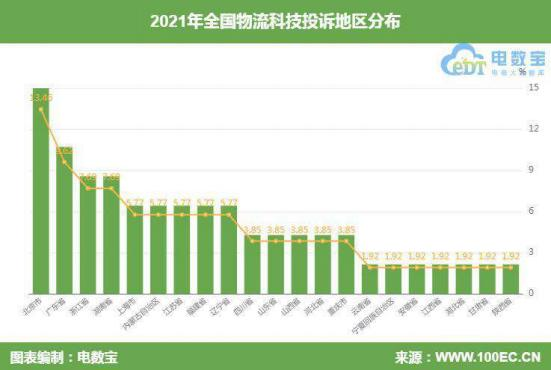 2021年全国物流科技投诉地区分布
电数宝
EDT
电商大数据库
%
15
12
9
6
3
0
13.46
9.62
7.69 7.69
5.77 5.77 5.77 5.77 5.77
3.85 3.85 3.85 3.85 3.85
1.92 1.92 1.92 1.92 1.92 1.92 1.92
北京市 广东省 浙江省 湖南省 上海市 内蒙古自治区 江苏省 福建省 辽宁省 四川省 山东省 山西省 河北省 重庆市 云南省 宁夏回族自治区 安徽省 江西省 湖北省 甘肃省 陕西省
图表编制：电数宝
来源：WWW.100EC.CN